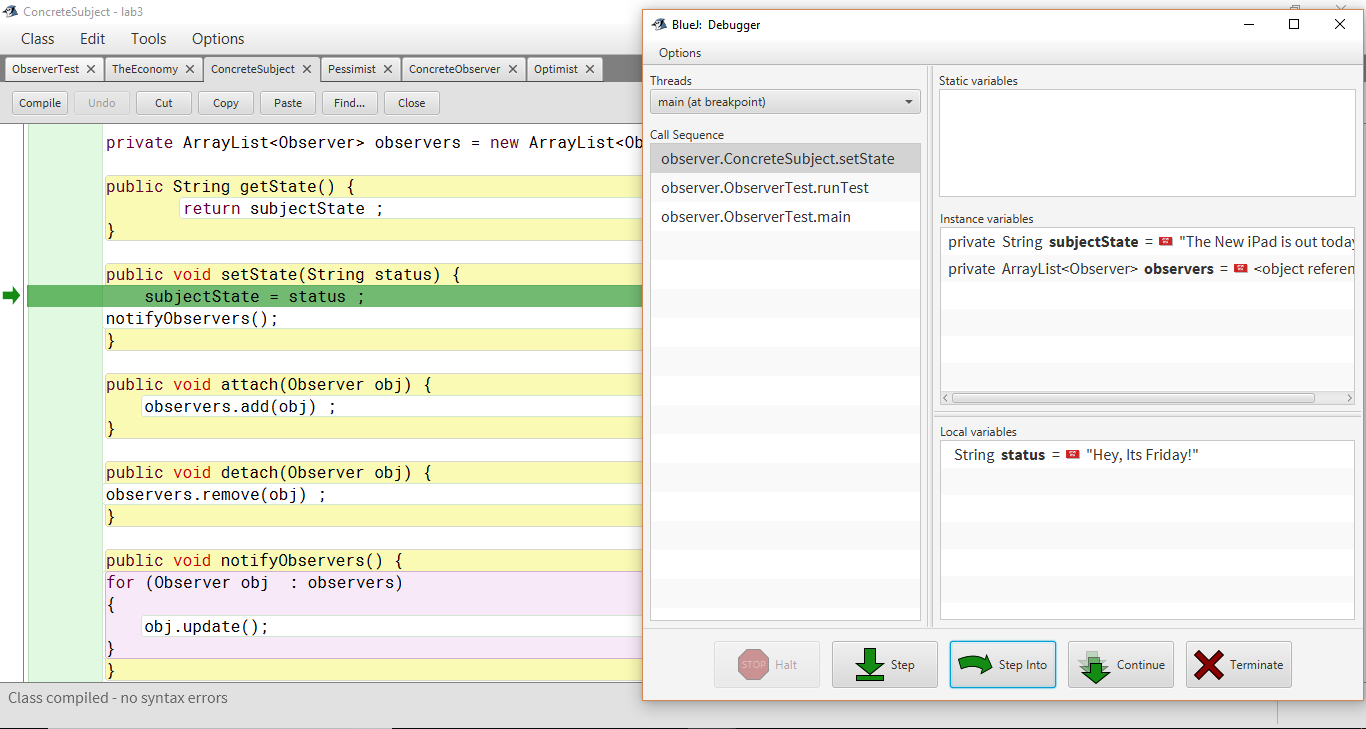 ConcreteSubject - lab3
Class Edit Tools Options
ObserverTest TheEconomy ConcreteSubject Pessimist ConcreteObserver Optimist
Compile Undo Cut Copy Paste Find... Close
private ArrayList<Observer> observers = new ArrayList<Ob
public String getState() {
return subjectState ;
}
public void setState(String status) {
subjectState = status ;
notifyObservers();
}
public void attach(Observer obj) {
observers.add(obj) ;
}
public void detach(Observer obj) {
observers.remove(obj) ;
}
public void notifyObservers() {
for (Observer obj  : observers)
{
obj.update();
}
}
Class compiled - no syntax errors
BlueJ: Debugger
Options
Threads
main (at breakpoint)
Call Sequence
observer.ConcreteSubject.setState
observer.ObserverTest.runTest
observer.ObserverTest.main
Static variables
Instance variables
private String subjectState = "The New iPad is out today
private ArrayList<Observer> observers = <object referen
Local variables
String status = "Hey, Its Friday!"
STOP Halt Step Step Into Continue Terminate